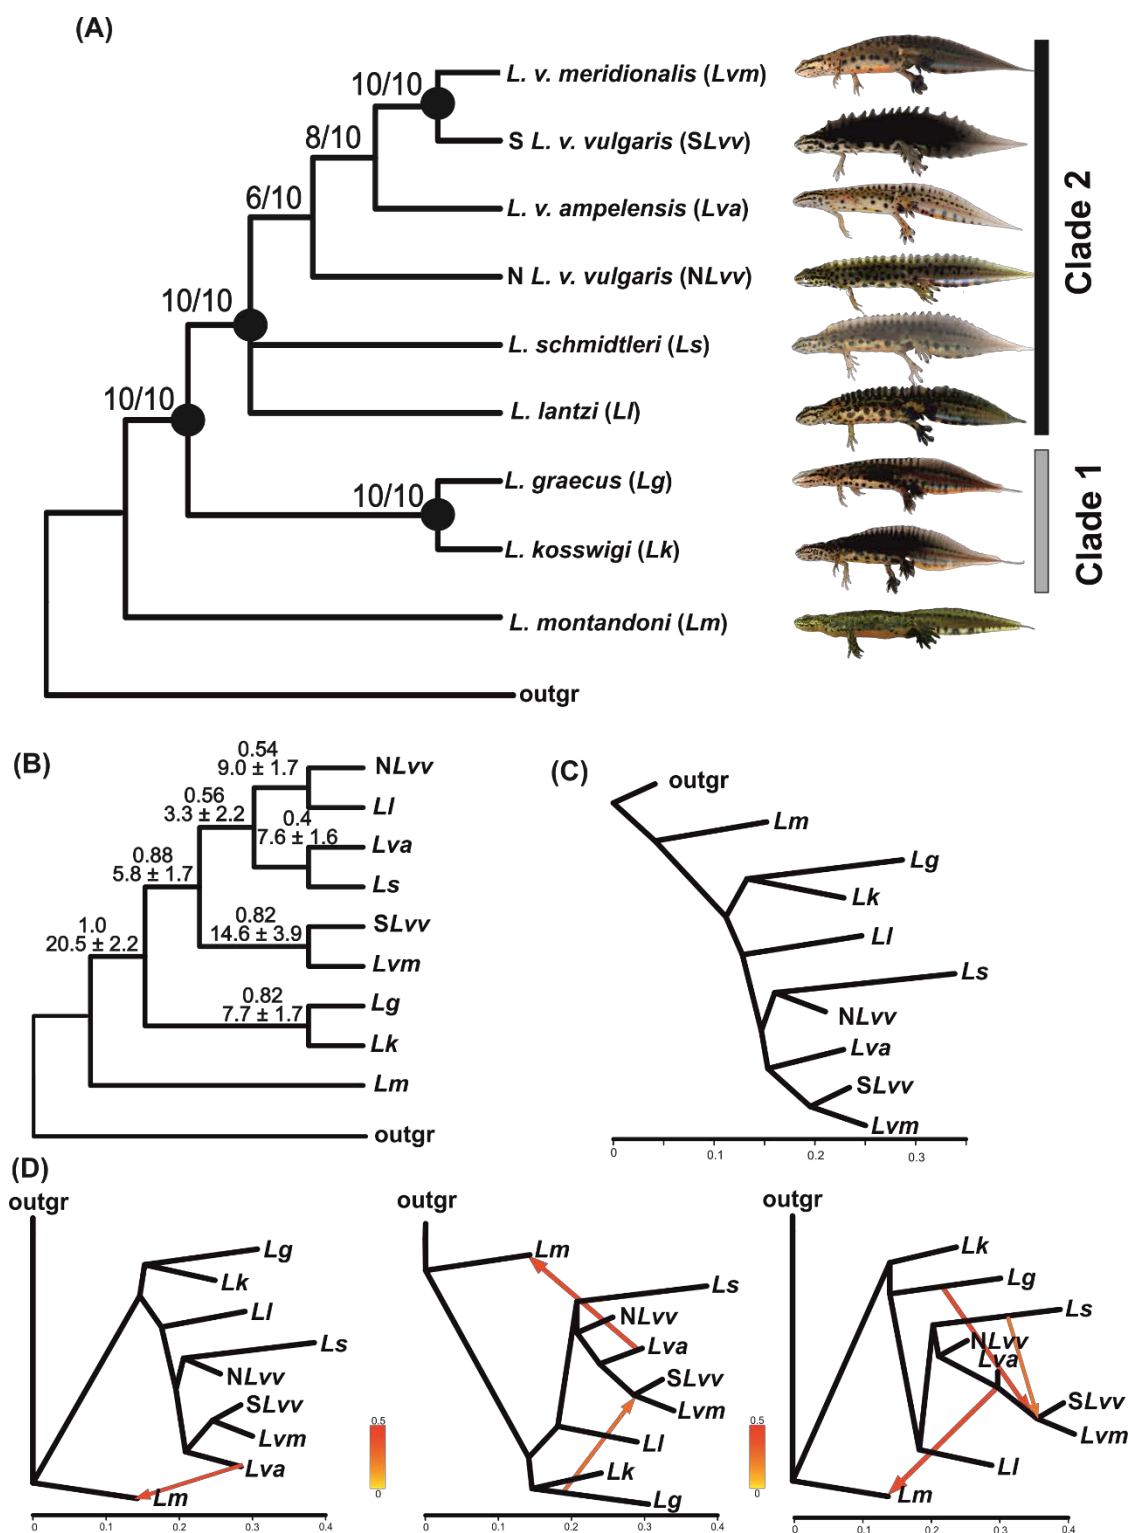 (A)
10/10
L. v. meridionalis (Lvm)
8/10
S L. v. vulgaris (SLvv)
6/10
L. v. ampelensis (Lva)
10/10
N L. v. vulgaris (NLvv)
L. schmidtleri (Ls)
10/10
L. lantzi (Ll)
10/10
L. graecus (Lg)
L. kosswigi (Lk)
L. montandoni (Lm)
outgr
Clade 2
Clade 1
(B)
0.54
9.0 ± 1.7
NLvv
0.56
3.3 ± 2.2
Ll
0.4
7.6 ± 1.6
Lva
0.88
5.8 ± 1.7
Ls
0.82
14.6 ± 3.9
SLvv
1.0
20.5 ± 2.2
Lvm
0.82
7.7 ± 1.7
Lg
Lk
Lm
outgr
(C)
outgr
Lm
Lg
Lk
Ll
Ls
NLvv
Lva
SLvv
Lvm
0 0.1 0.2 0.3
(D)
outgr
Lg
Lk
Ll
Ls
NLvv
SLvv
Lvm
Lva
Lm
0 0.1 0.2 0.3 0.4
0.5
0
outgr
Lm
Ls
NLvv
Lva
SLvv
Lvm
Ll
Lk
Lg
0 0.1 0.2 0.3 0.4
0.5
0
outgr
Lk
Lg
Ls
NLvv
Lva
SLvv
Lvm
Ll
Lm
0 0.1 0.2 0.3 0.4